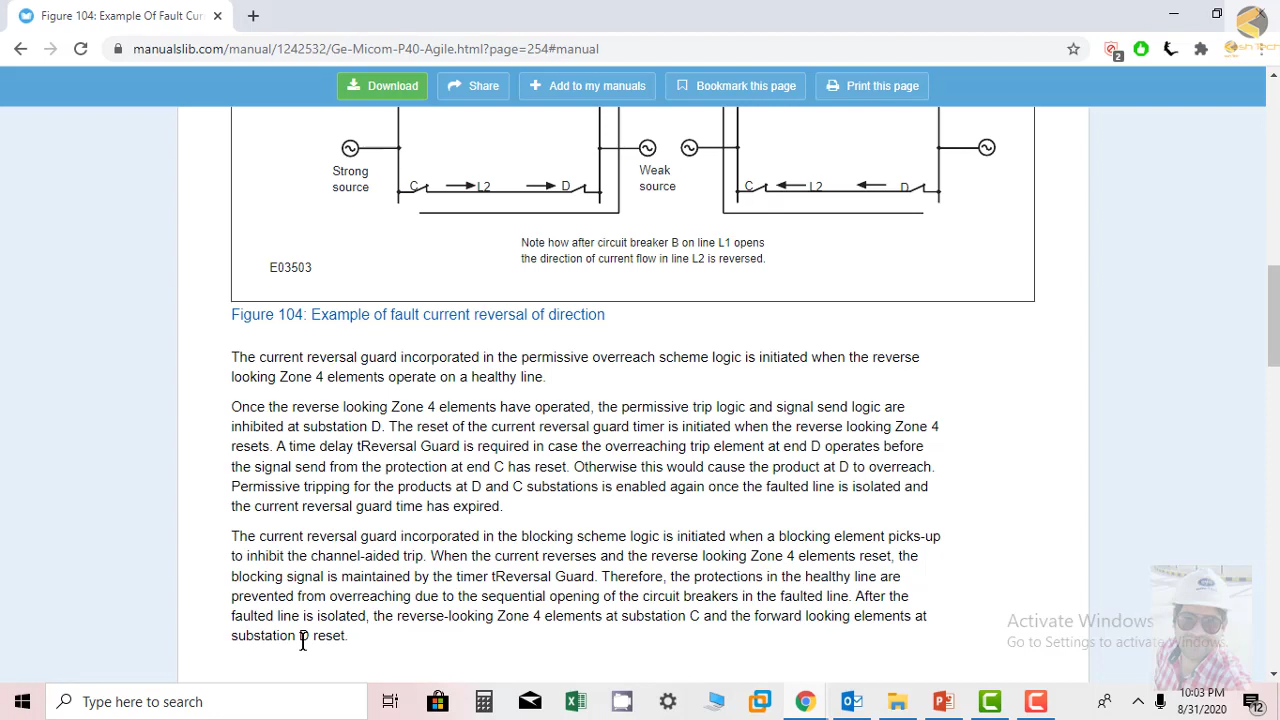 Figure 104: Example Of Fault Cur
manualslib.com/manual/1242532/Ge-Micom-P40-Agile.html?page=254#manual
2
Download
Share
Add to my manuals
Bookmark this page
Print this page
Strong
source
C
L2
D
Weak
source
C
L2
D
Note how after circuit breaker B on line L1 opens
the direction of current flow in line L2 is reversed.
E03503
Figure 104: Example of fault current reversal of direction
The current reversal guard incorporated in the permissive overreach scheme logic is initiated when the reverse
looking Zone 4 elements operate on a healthy line.
Once the reverse looking Zone 4 elements have operated, the permissive trip logic and signal send logic are
inhibited at substation D. The reset of the current reversal guard timer is initiated when the reverse looking Zone 4
resets. A time delay tReversal Guard is required in case the overreaching trip element at end D operates before
the signal send from the protection at end C has reset. Otherwise this would cause the product at D to overreach.
Permissive tripping for the products at D and C substations is enabled again once the faulted line is isolated and
the current reversal guard time has expired.
The current reversal guard incorporated in the blocking scheme logic is initiated when a blocking element picks-up
to inhibit the channel-aided trip. When the current reverses and the reverse looking Zone 4 elements reset, the
blocking signal is maintained by the timer tReversal Guard. Therefore, the protections in the healthy line are
prevented from overreaching due to the sequential opening of the circuit breakers in the faulted line. After the
faulted line is isolated, the reverse-looking Zone 4 elements at substation C and the forward looking elements at
substation D reset.
Activate Windows
Go to Settings to activate Windows.
Type here to search
10:03 PM
8/31/2020
12